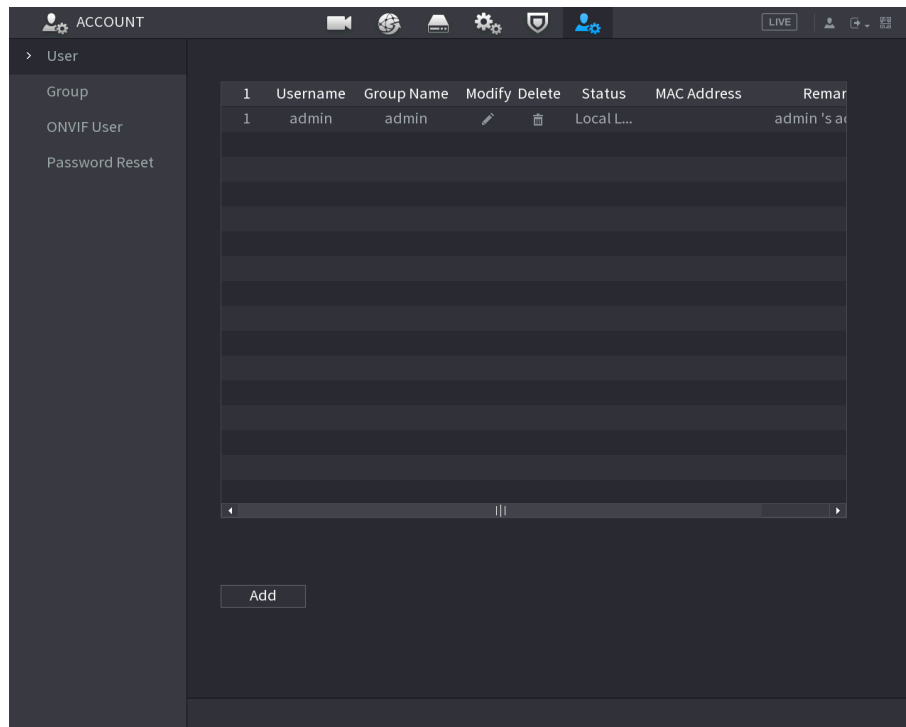 ACCOUNT LIVE
User
Group
ONVIF User
Password Reset
1 Username Group Name Modify Delete Status MAC Address Remar
1 admin admin Local L... admin 's a
Add